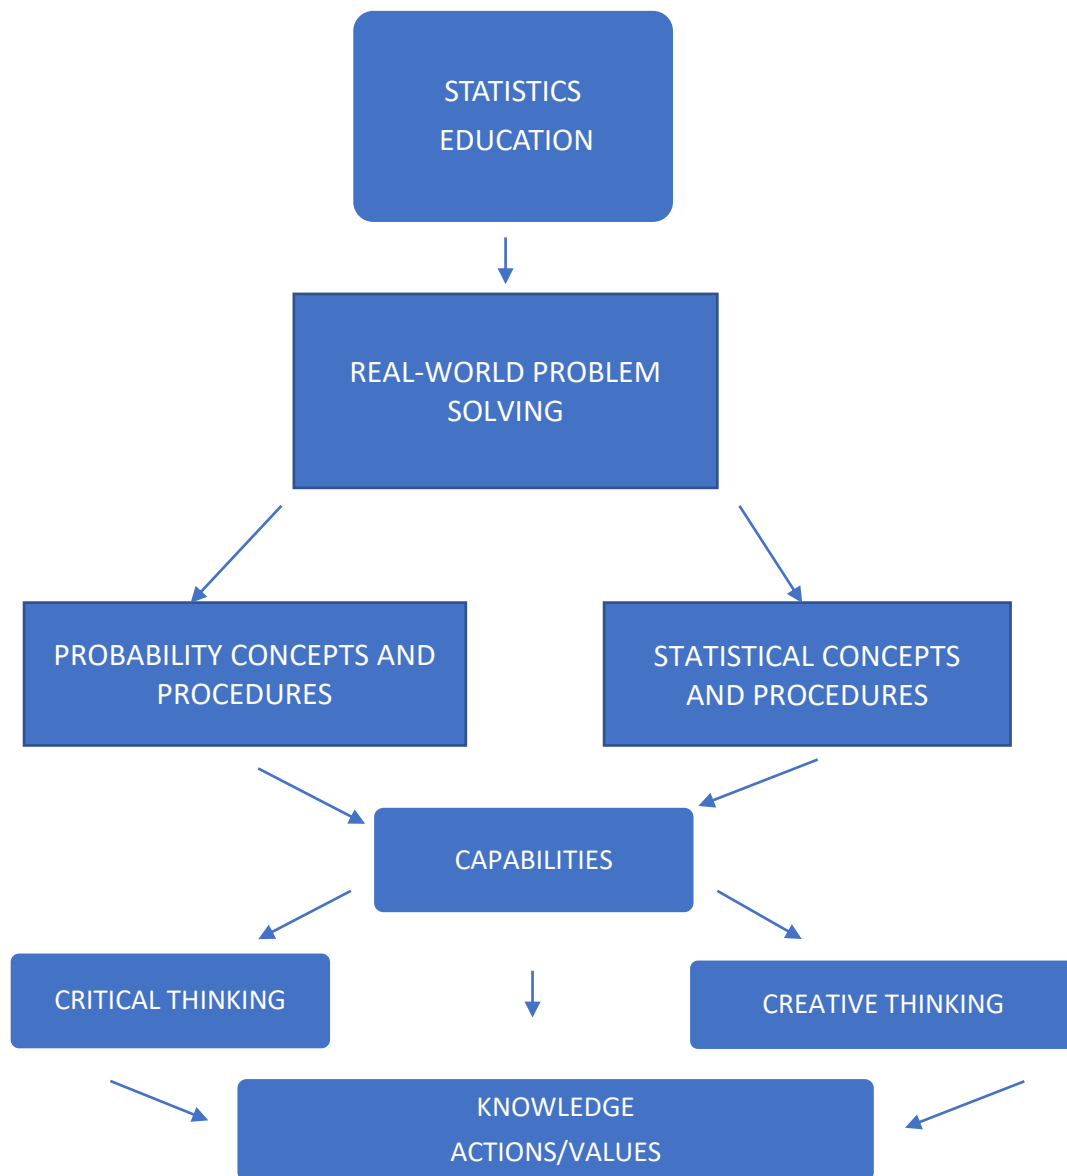 STATISTICS
EDUCATION
REAL-WORLD PROBLEM
SOLVING
PROBABILITY CONCEPTS AND
PROCEDURES
STATISTICAL CONCEPTS
AND PROCEDURES
CAPABILITIES
CRITICAL THINKING
CREATIVE THINKING
KNOWLEDGE
ACTIONS/VALUES